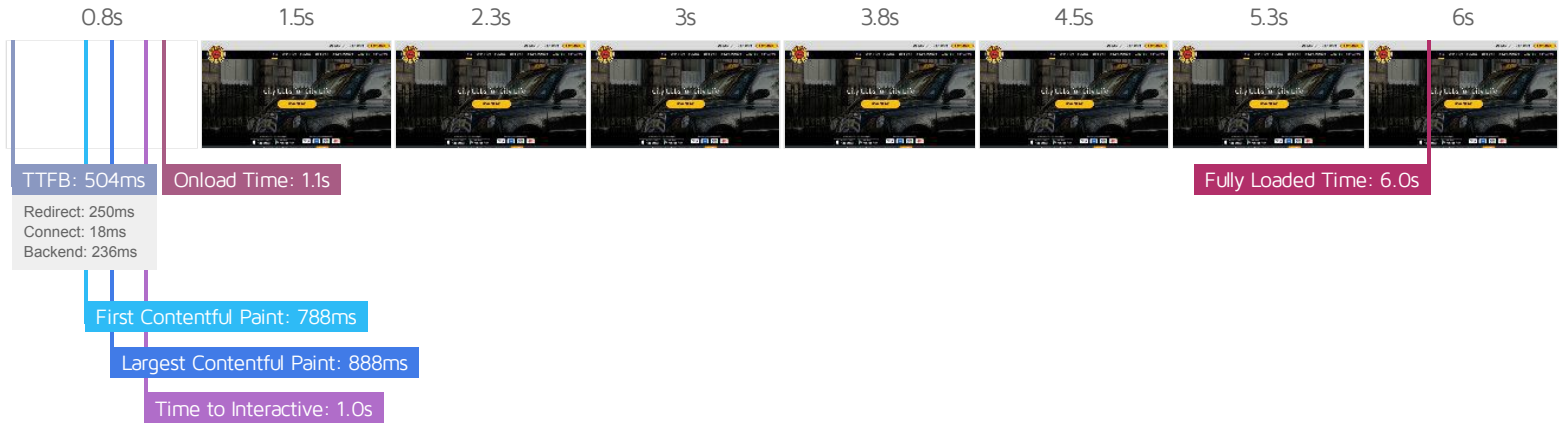 0.8s
1.5s
2.3s
3s
3.8s
4.5s
5.3s
6s
TTFB: 504ms
Onload Time: 1.1s
Fully Loaded Time: 6.0s
Redirect: 250ms
Connect: 18ms
Backend: 236ms
First Contentful Paint: 788ms
Largest Contentful Paint: 888ms
Time to Interactive: 1.0s